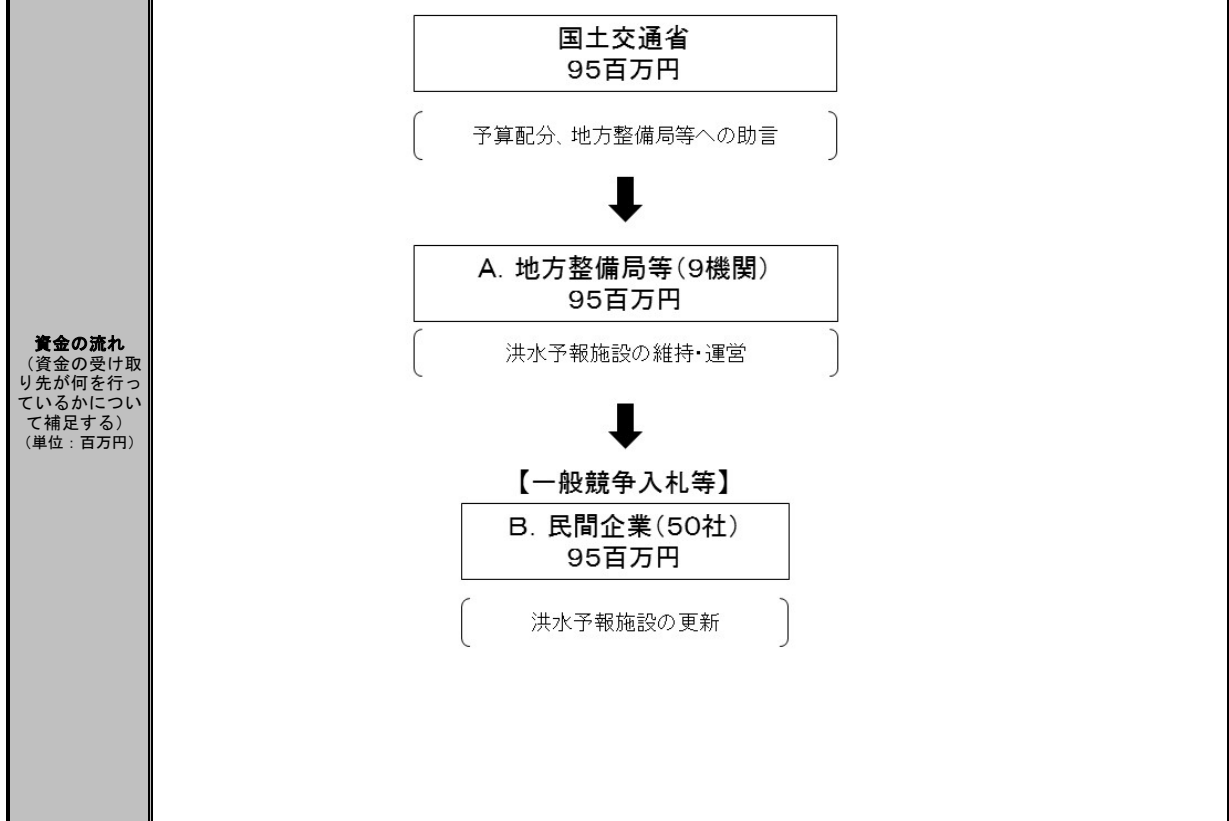 国土交通省
95百万円
予算配分、地方整備局等への助言
A. 地方整備局等(9機関)
95百万円
洪水予報施設の維持・運営
資金の流れ
(資金の受け取
り先が何を行っ
ているかについ
て補足する)
(単位:百万円)
【一般競争入札等】
B. 民間企業(50社)
95百万円
洪水予報施設の更新